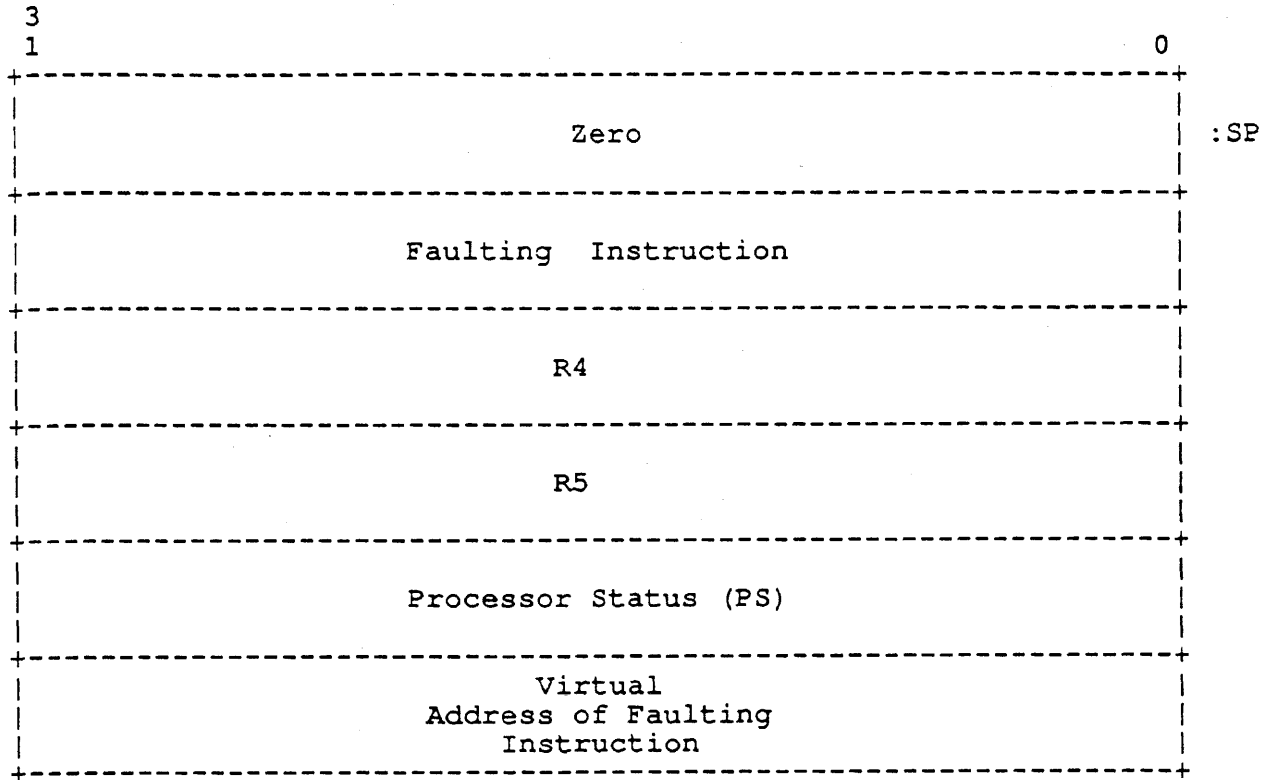 3
1 0
Zero :SP
Faulting Instruction
R4
R5
Processor Status (PS)
Virtual
Address of Faulting
Instruction